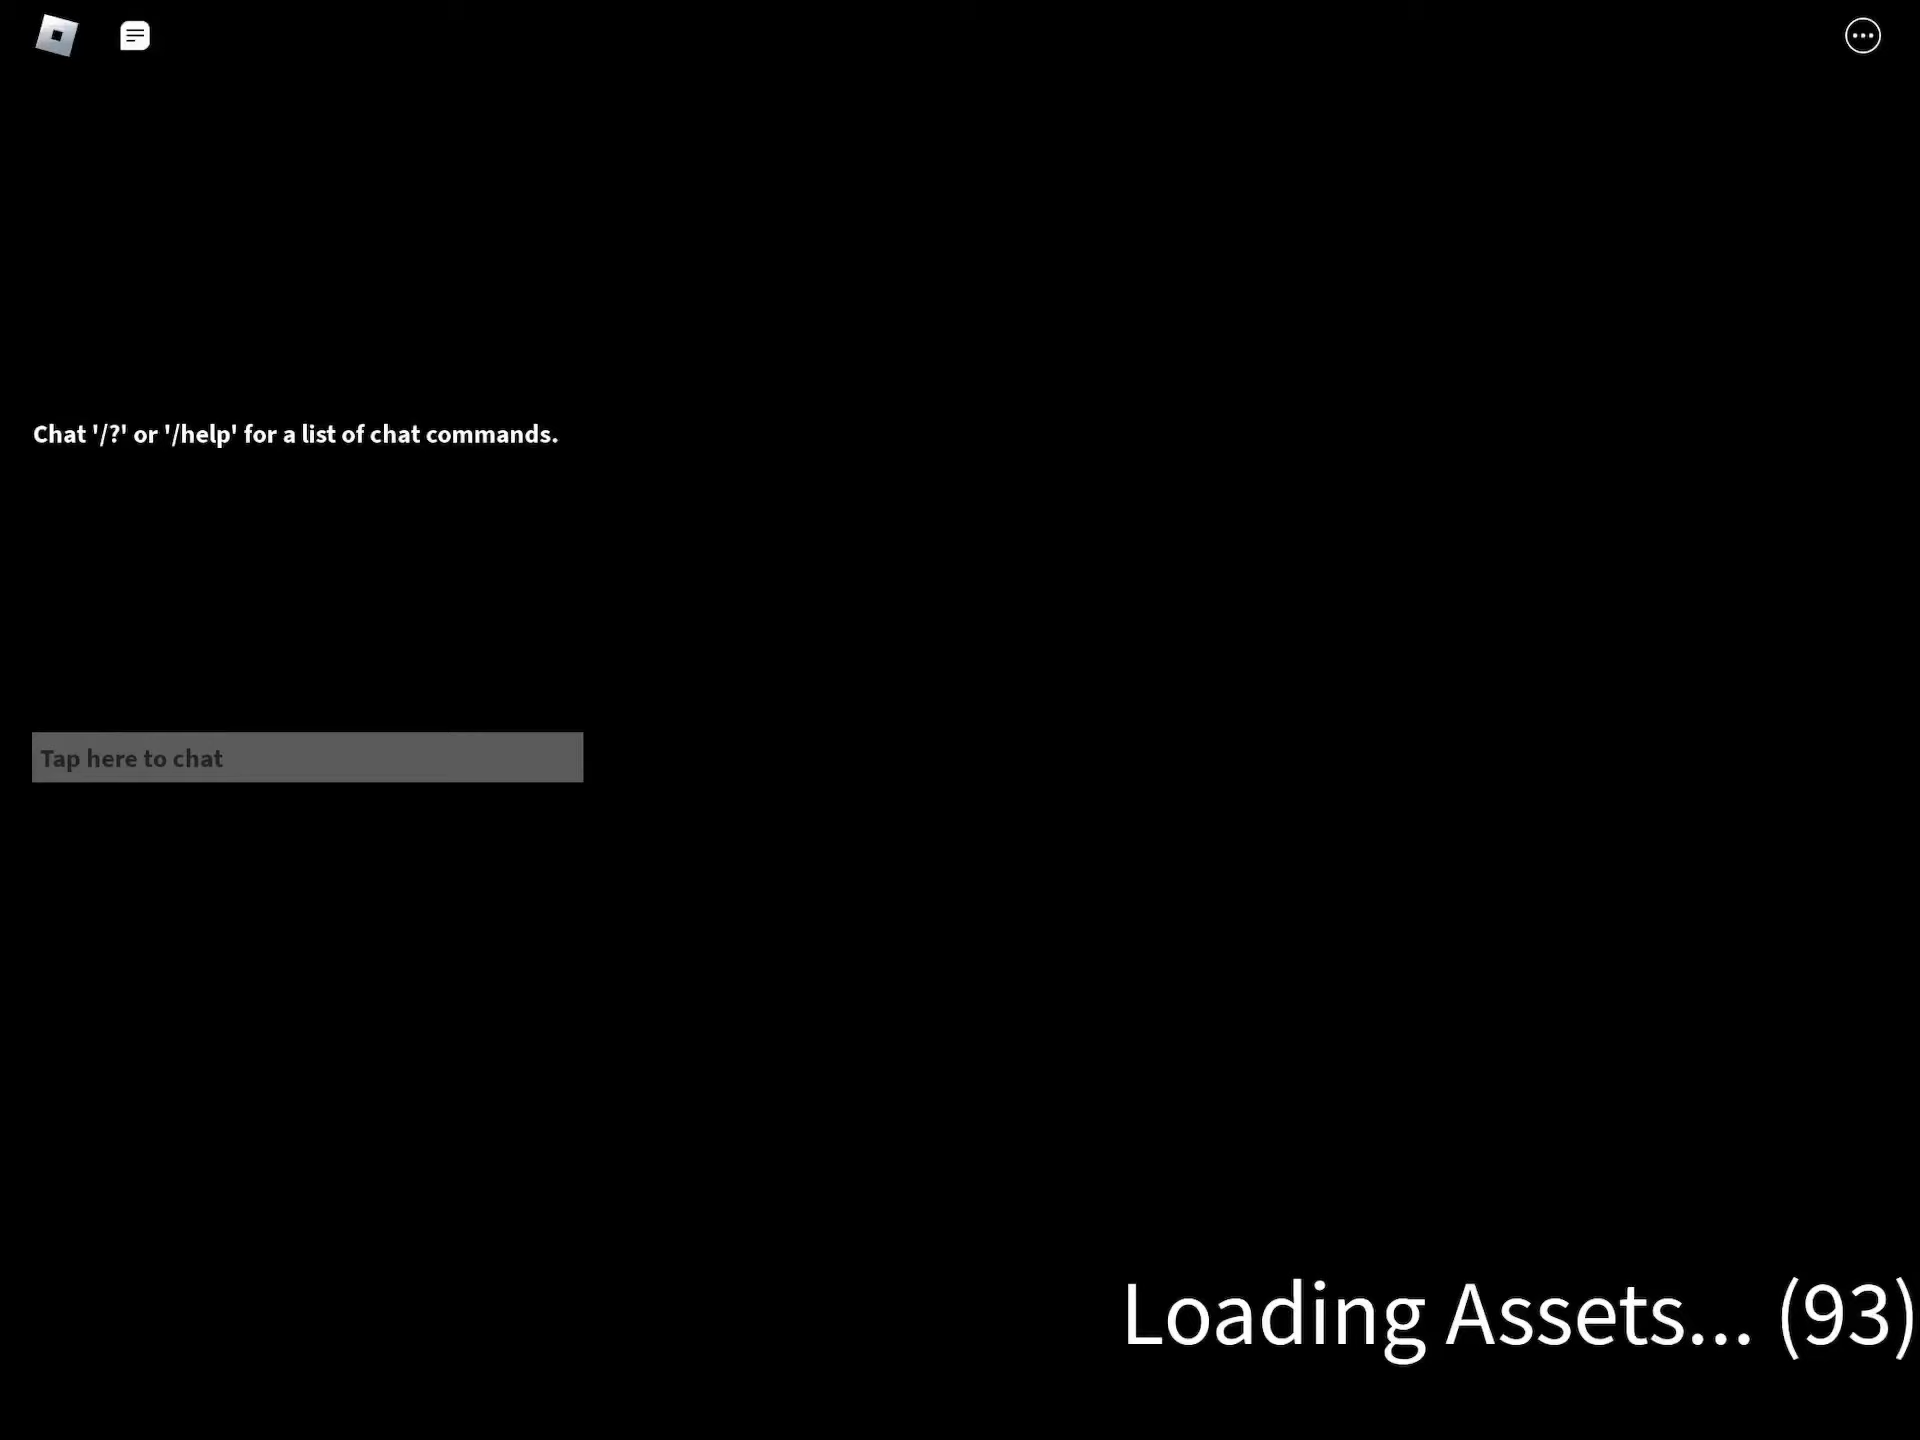 Chat '/?' or '/help' for a list of chat commands.
Tap here to chat
Loading Assets... (93)